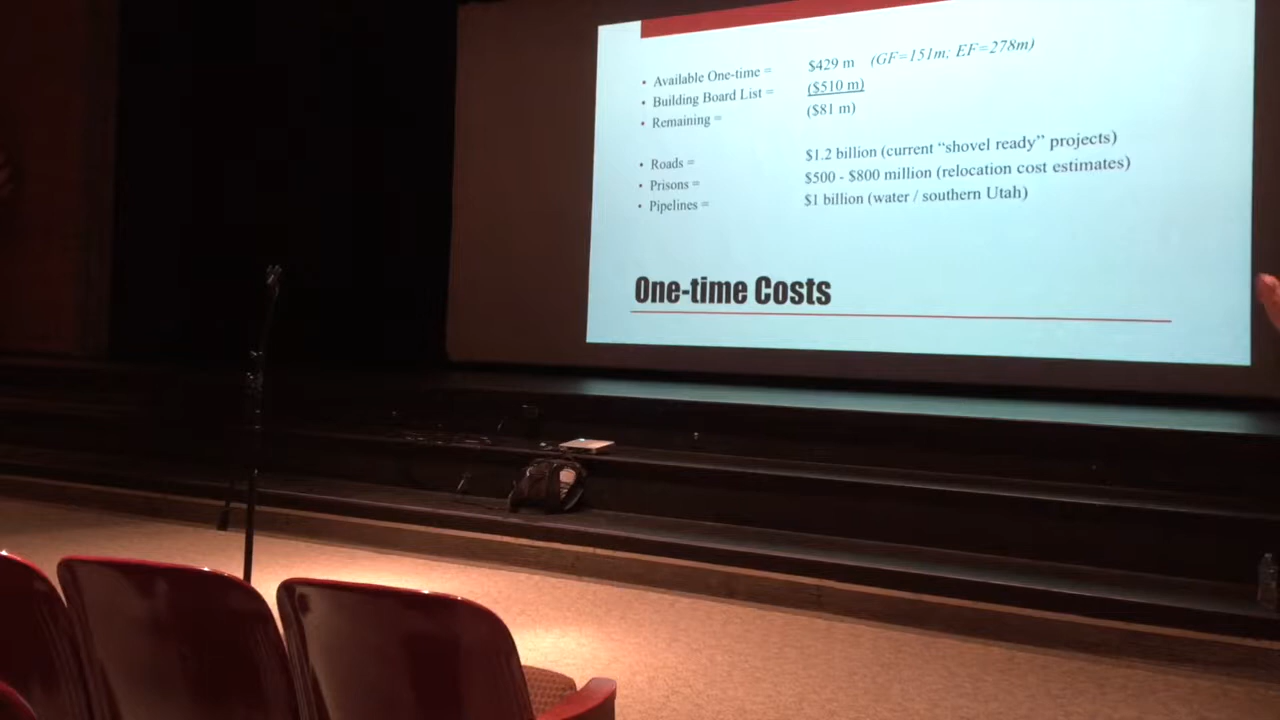 • Available One-time = $429 m (GF=151m; EF=278m)
• Building Board List = ($510 m)
• Remaining = ($81 m)
• Roads = $1.2 billion (current “shovel ready” projects)
• Prisons = $500 - $800 million (relocation cost estimates)
• Pipelines = $1 billion (water / southern Utah)
One-time Costs